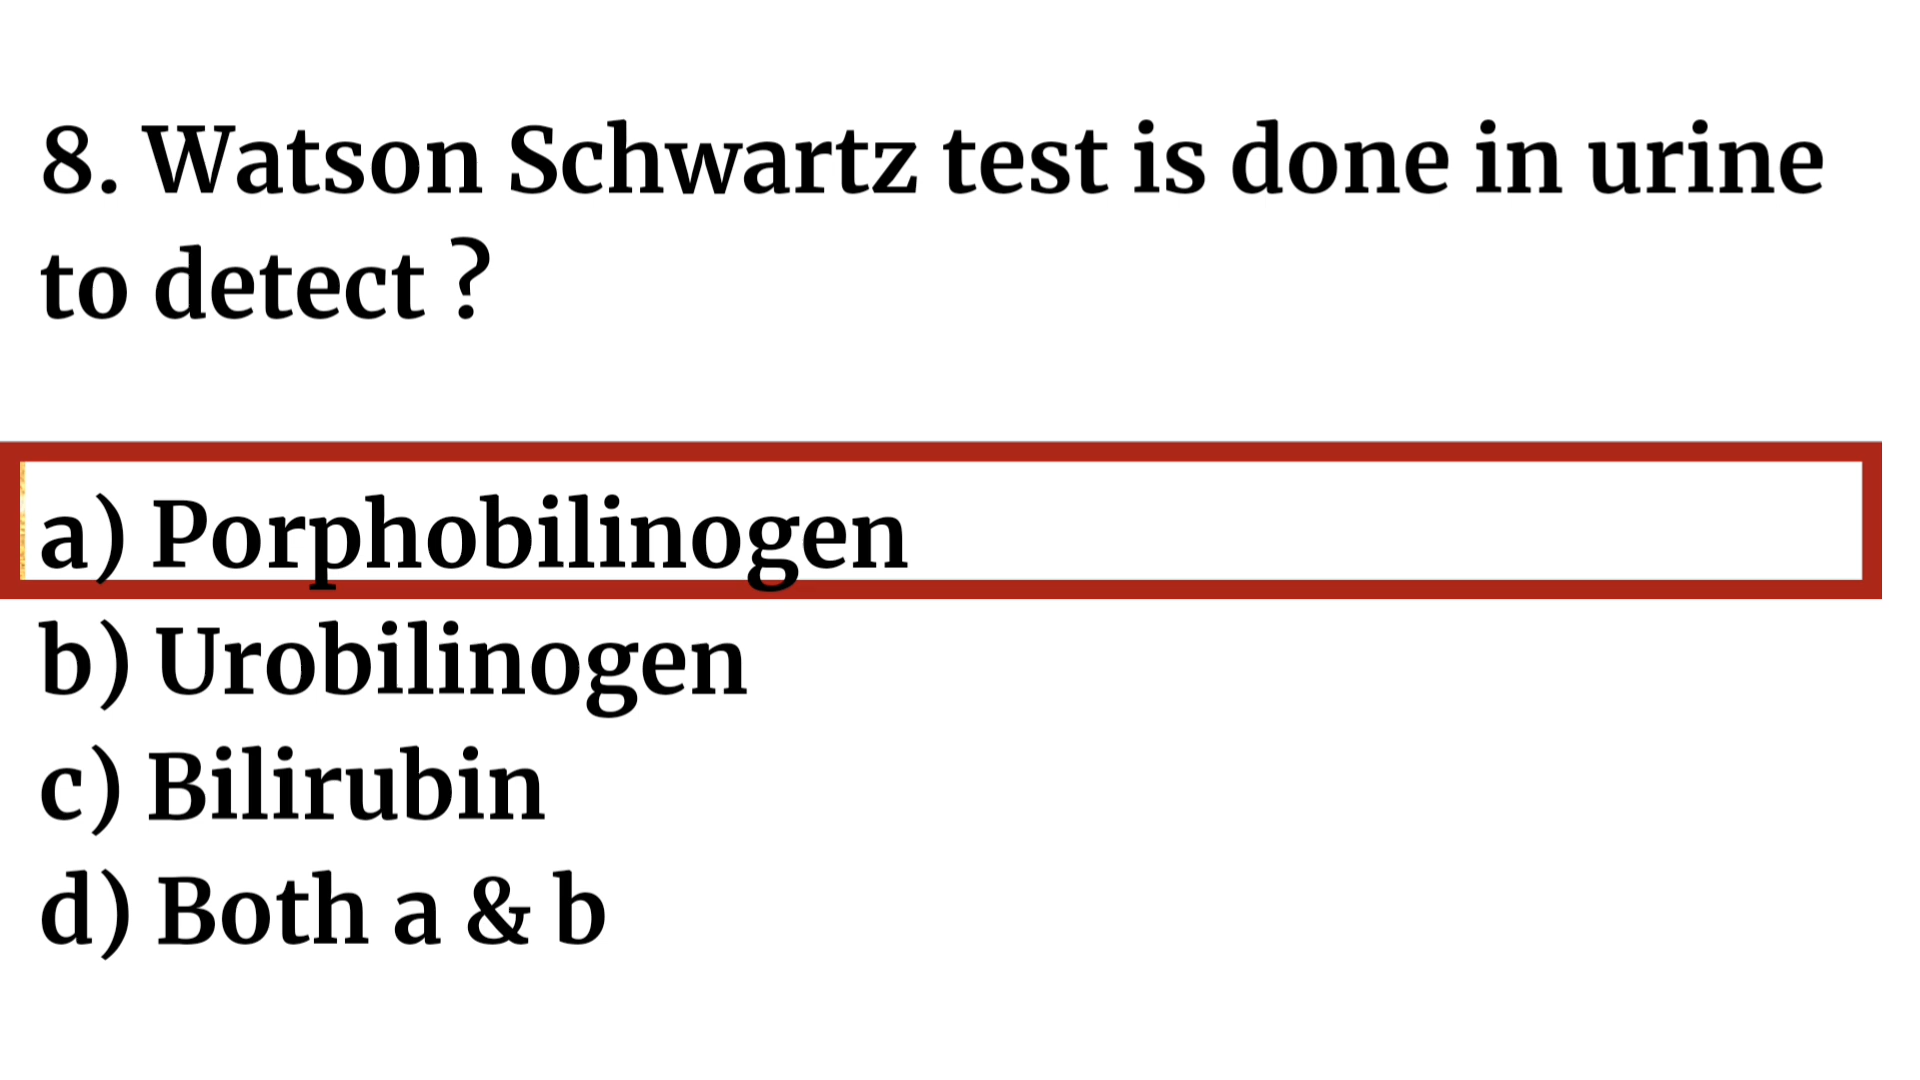 8. Watson Schwartz test is done in urine
to detect ?
a) Porphobilinogen
b) Urobilinogen
c) Bilirubin
d) Both a & b